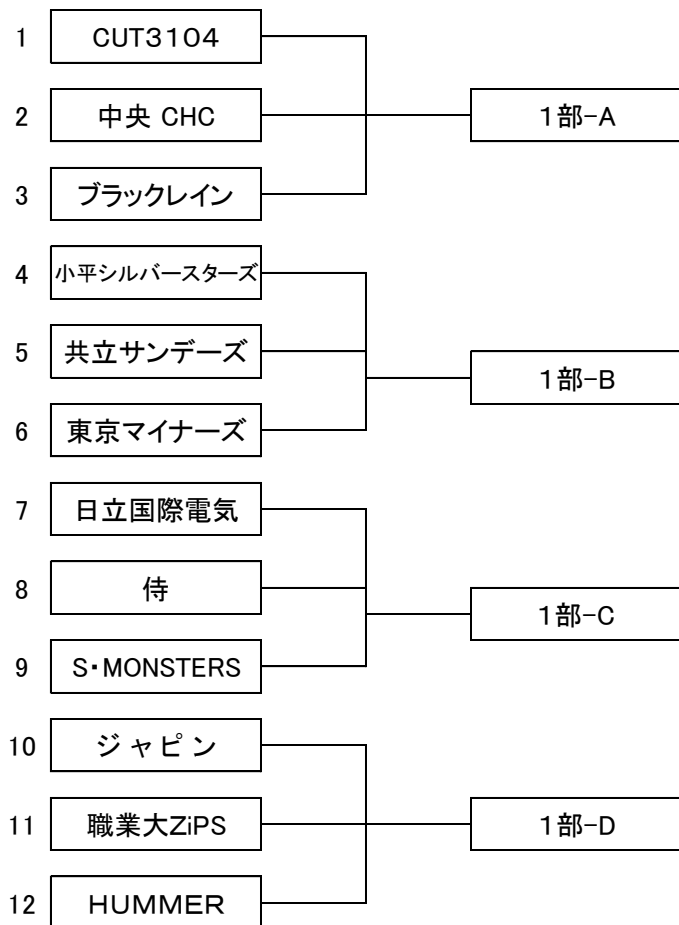 1 CUT3104
2 中央 CHC
1部-A
3 ブラックレイン
4 小平シルバースターズ
5 共立サンデーズ
1部-B
6 東京マイナーズ
7 日立国際電気
8 侍
1部-C
9 S・MONSTERS
10 ジャピン
11 職業大ZiPS
1部-D
12 HUMMER